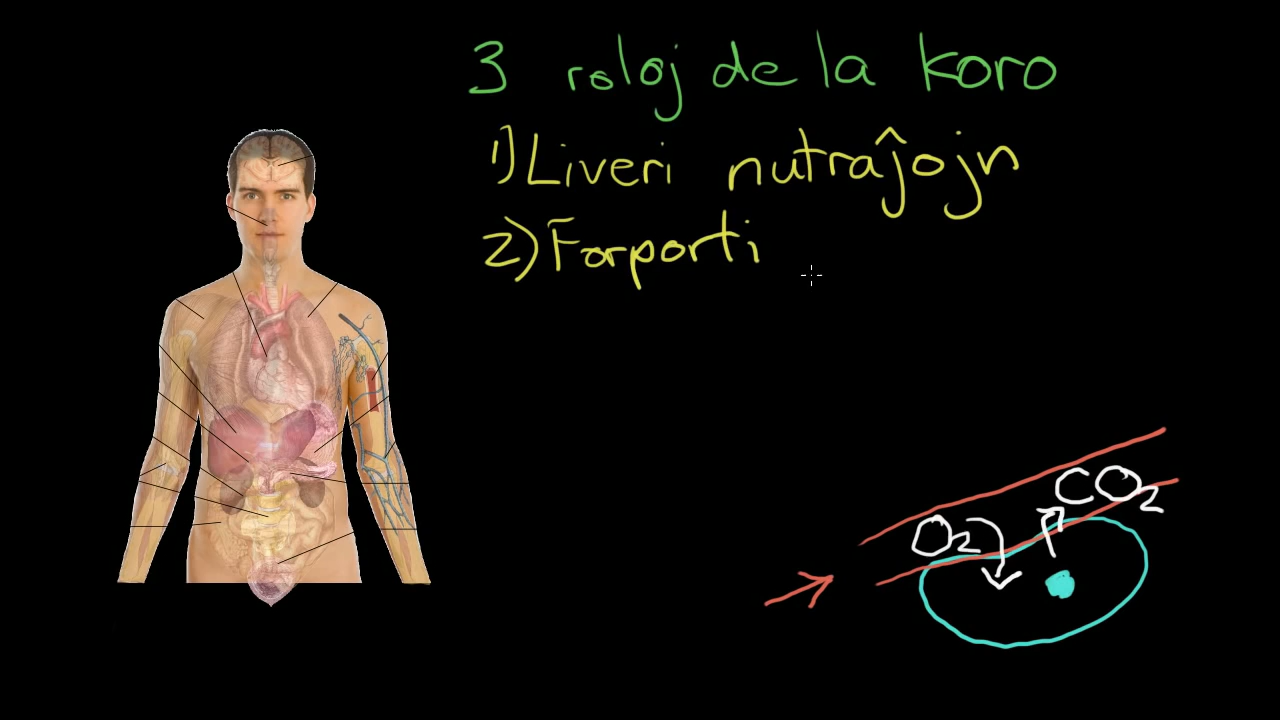 3 roloj de la koro
1) Liveri nutraĵojn
2) Forporti
CO2
O2